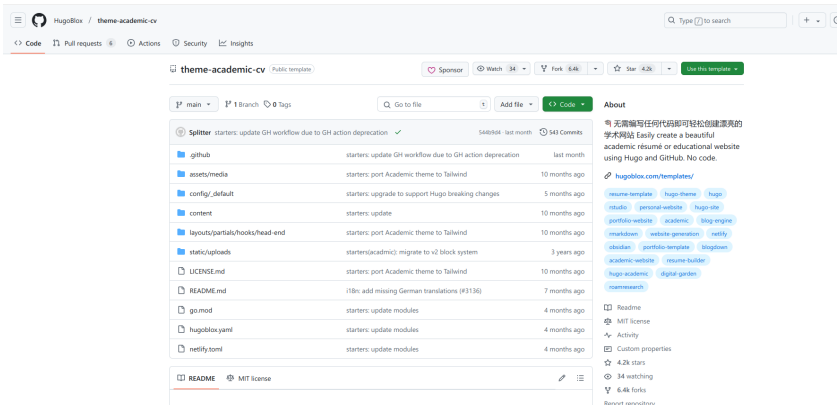 HugoBlox / theme-academic-cv
Type / to search
Code Pull requests 6 Actions Security Insights
theme-academic-cv Public template
Sponsor Watch 34 Fork 6.4k Star 4.2k Use this template
main 1 Branch 0 Tags Go to file t Add file Code
Splitter starters: update GH workflow due to GH action deprecation 544b9d4 · last month 543 Commits
.github starters: update GH workflow due to GH action deprecation last month
assets/media starters: port Academic theme to Tailwind 10 months ago
config/_default starters: upgrade to support Hugo breaking changes 5 months ago
content starters: update 10 months ago
layouts/partials/hooks/head-end starters: port Academic theme to Tailwind 10 months ago
static/uploads starters(acadmic): migrate to v2 block system 3 years ago
LICENSE.md starters: port Academic theme to Tailwind 10 months ago
README.md i18n: add missing German translations (#3136) 7 months ago
go.mod starters: update modules 4 months ago
hugoblox.yaml starters: update modules 4 months ago
netlify.toml starters: update modules 4 months ago
README MIT license
About
无需编写任何代码即可轻松创建漂亮的
学术网站 Easily create a beautiful
academic résumé or educational website
using Hugo and GitHub. No code.
hugoblox.com/templates/
resume-template hugo-theme hugo
rstudio personal-website hugo-site
portfolio-website academic blog-engine
rmarkdown website-generation netlify
obsidian portfolio-template blogdown
academic-website resume-builder
hugo-academic digital-garden
roamresearch
Readme
MIT license
Activity
Custom properties
4.2k stars
34 watching
6.4k forks
Report repository